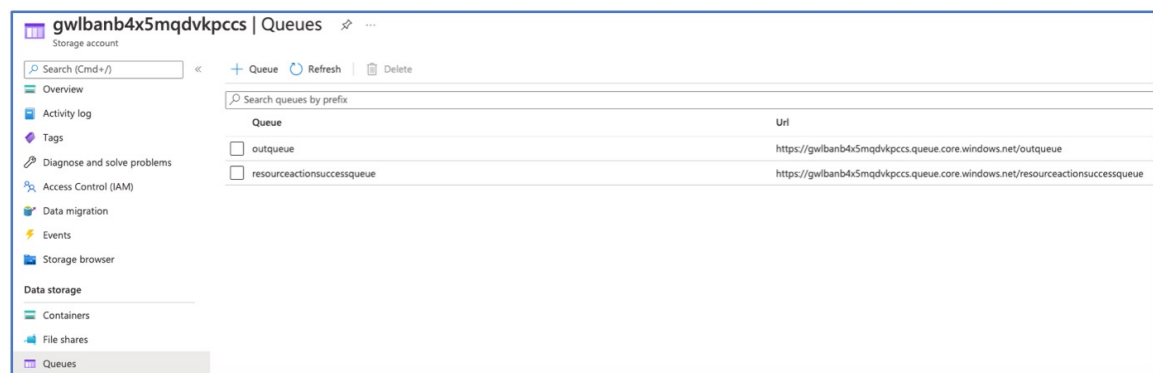 gwlbanb4x5mqdvkpccs | Queues
Storage account
Search (Cmd+/)
Overview
Activity log
Tags
Diagnose and solve problems
Access Control (IAM)
Data migration
Events
Storage browser
Data storage
Containers
File shares
Queues
Queue Refresh Delete
Search queues by prefix
Queue Url
outqueue https://gwlbanb4x5mqdvkpccs.queue.core.windows.net/outqueue
resourceactionsuccessqueue https://gwlbanb4x5mqdvkpccs.queue.core.windows.net/resourceactionsuccessqueue